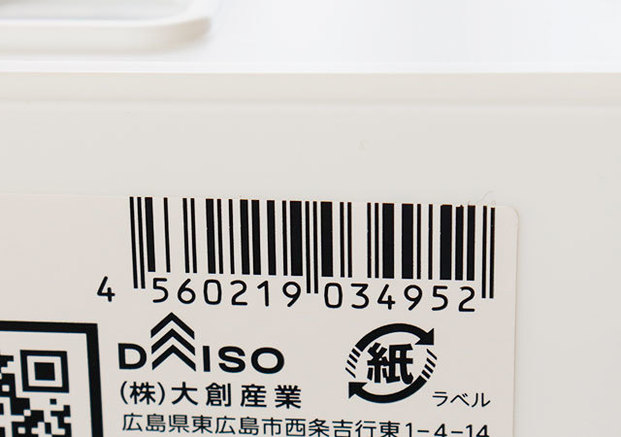 4 560219 034952
DAISO
紙
(株)大創産業
ラベル
広島県東広島市西条吉行東1-4-14